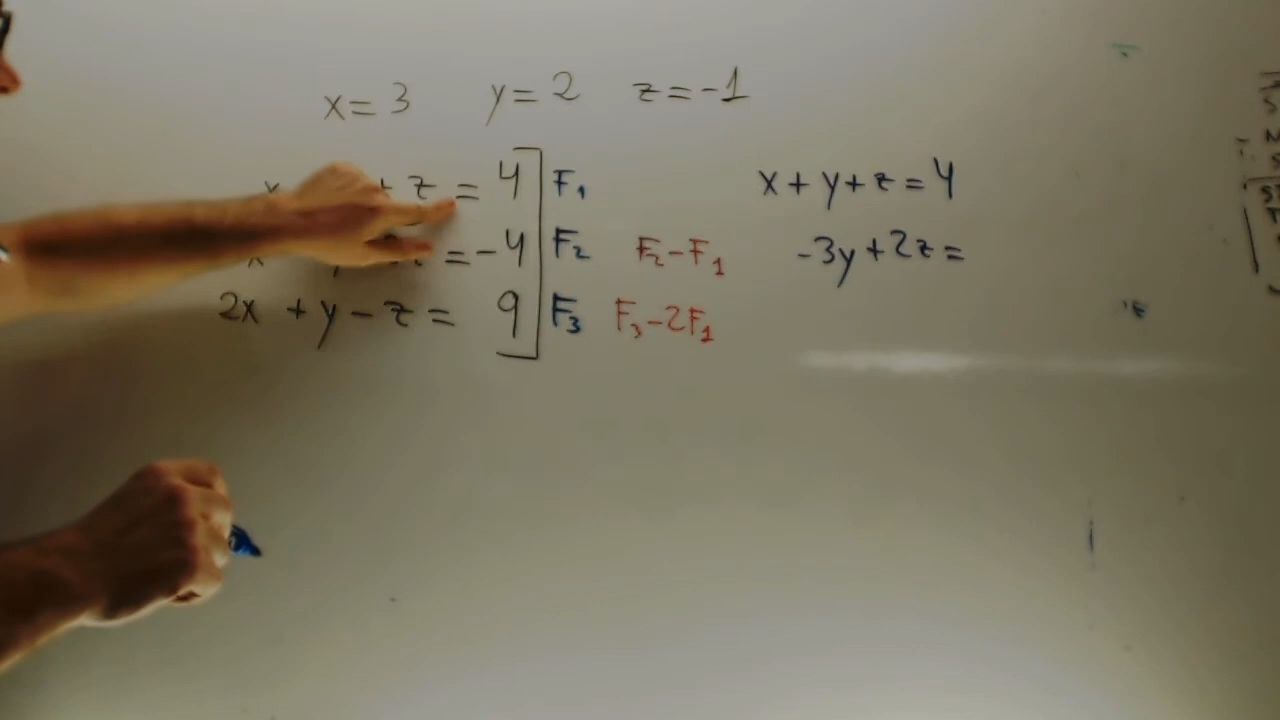 x=3 y=2 z=-1
x + z = 4 F₁ x+y+z=4
x y z =-4 F₂ F₂-F₁ -3y+2z=
2x +y-z= 9 F₃ F₃-2F₁